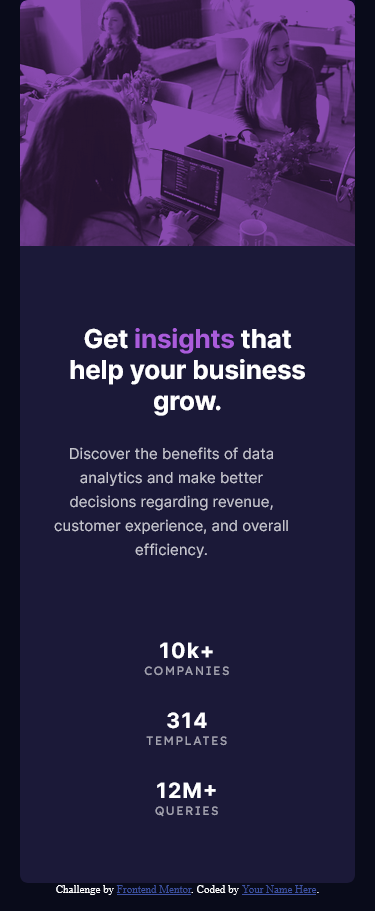 Get insights that
help your business
grow.
Discover the benefits of data
analytics and make better
decisions regarding revenue,
customer experience, and overall
efficiency.
10k+
COMPANIES
314
TEMPLATES
12M+
QUERIES
Challenge by Frontend Mentor. Coded by Your Name Here.